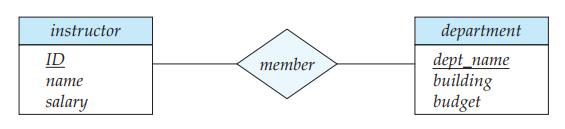 instructor
ID
name
salary
member
department
dept_name
building
budget